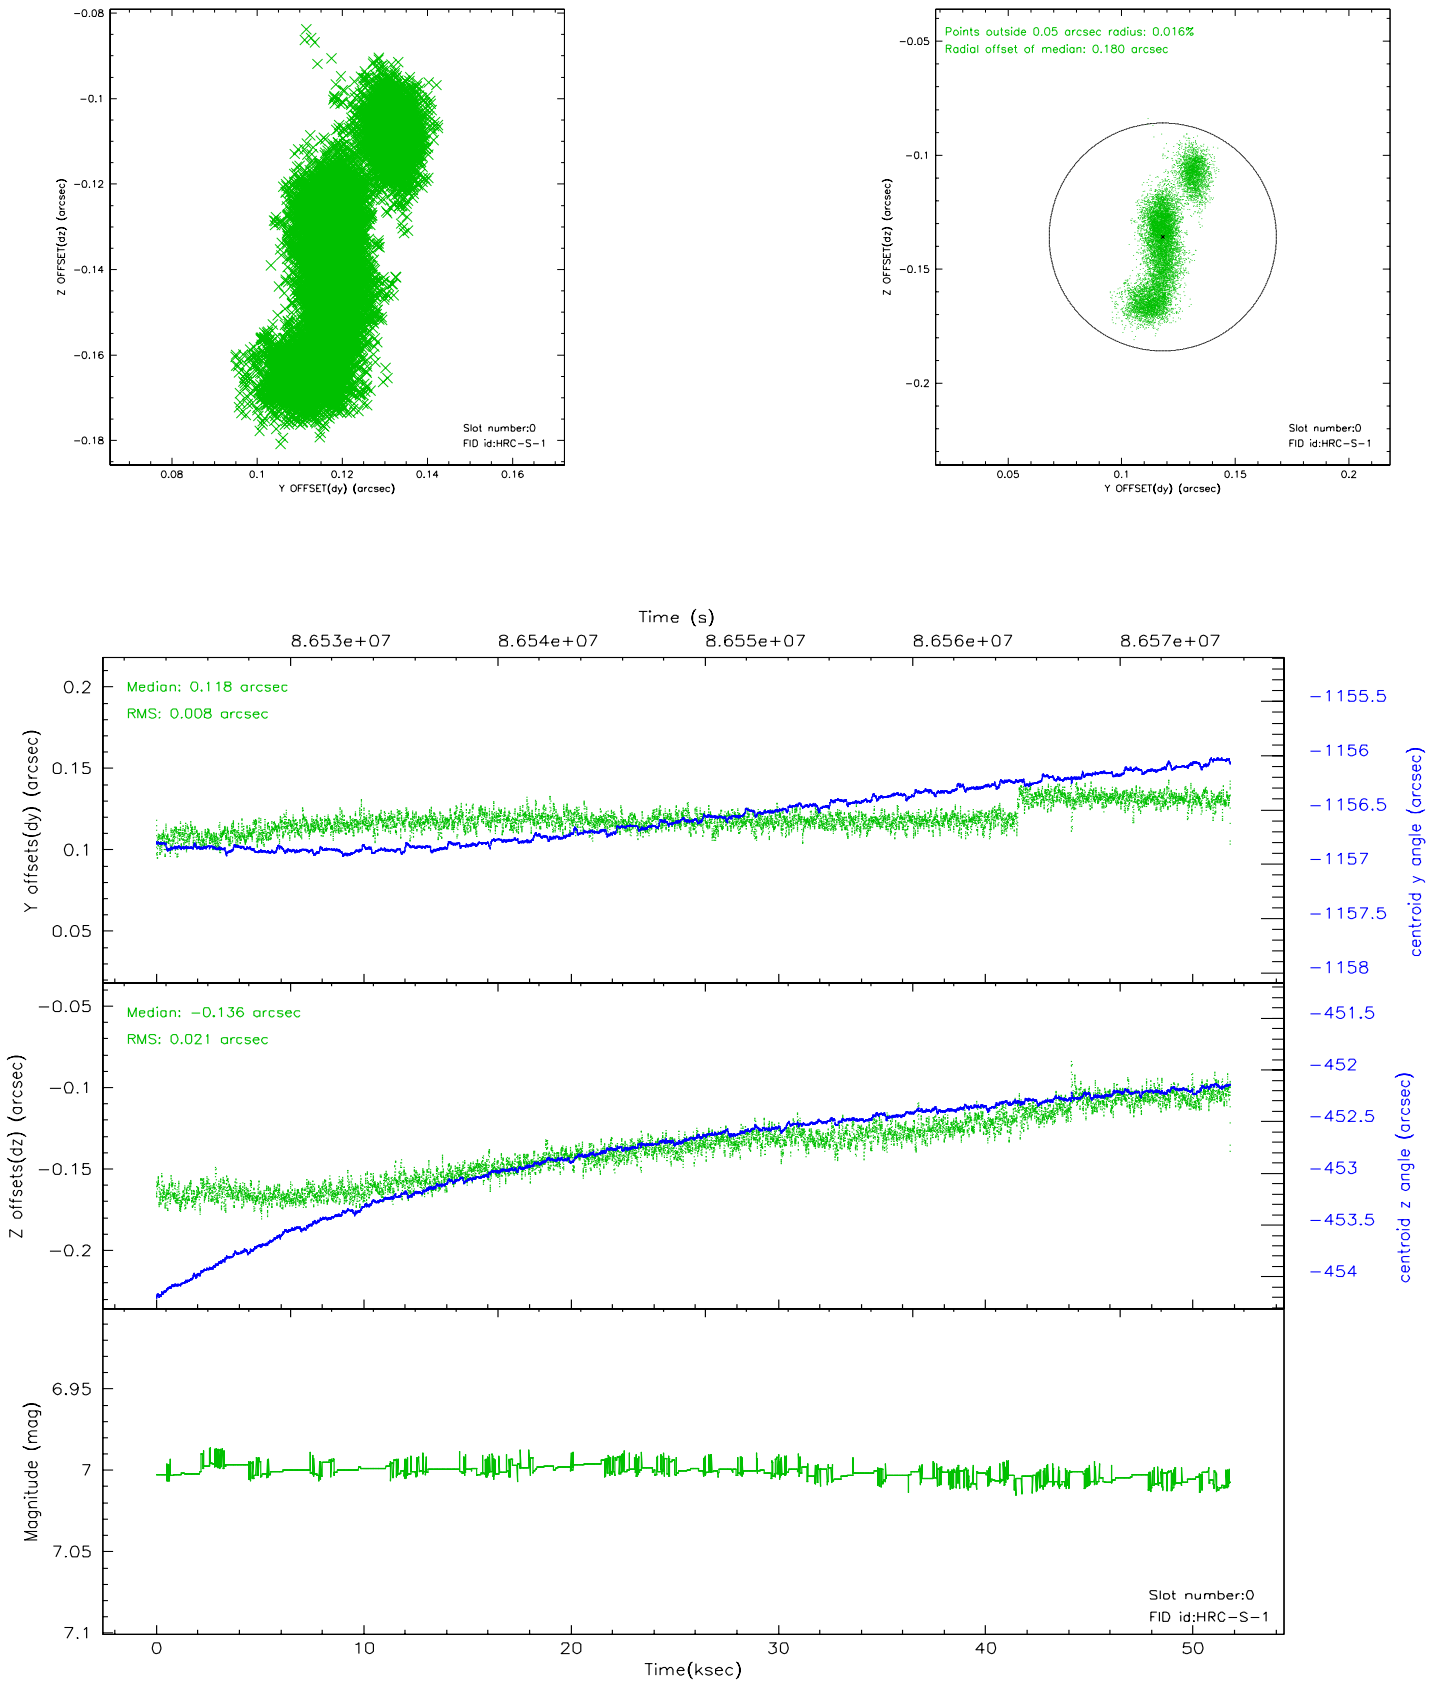 -0.08
-0.1
-0.12
-0.14
-0.16
-0.18
Z OFFSET(dz) (arcsec)
0.08 0.1 0.12 0.14 0.16
Y OFFSET(dy) (arcsec)
Slot number:0
FID id:HRC-S-1
Points outside 0.05 arcsec radius: 0.016%
Radial offset of median: 0.180 arcsec
-0.05
-0.1
-0.15
-0.2
Z OFFSET(dz) (arcsec)
0.05 0.1 0.15 0.2
Y OFFSET(dy) (arcsec)
Slot number:0
FID id:HRC-S-1
Time (s)
8.653e+07 8.654e+07 8.655e+07 8.656e+07 8.657e+07
Median: 0.118 arcsec
RMS: 0.008 arcsec
0.2
0.15
0.1
0.05
Y offsets(dy) (arcsec)
-1155.5
-1156
-1156.5
-1157
-1157.5
-1158
centroid y angle (arcsec)
Median: -0.136 arcsec
RMS: 0.021 arcsec
-0.05
-0.1
-0.15
-0.2
Z offsets(dz) (arcsec)
-451.5
-452
-452.5
-453
-453.5
-454
centroid z angle (arcsec)
6.95
7
7.05
7.1
Magnitude (mag)
Slot number:0
FID id:HRC-S-1
0 10 20 30 40 50
Time(ksec)